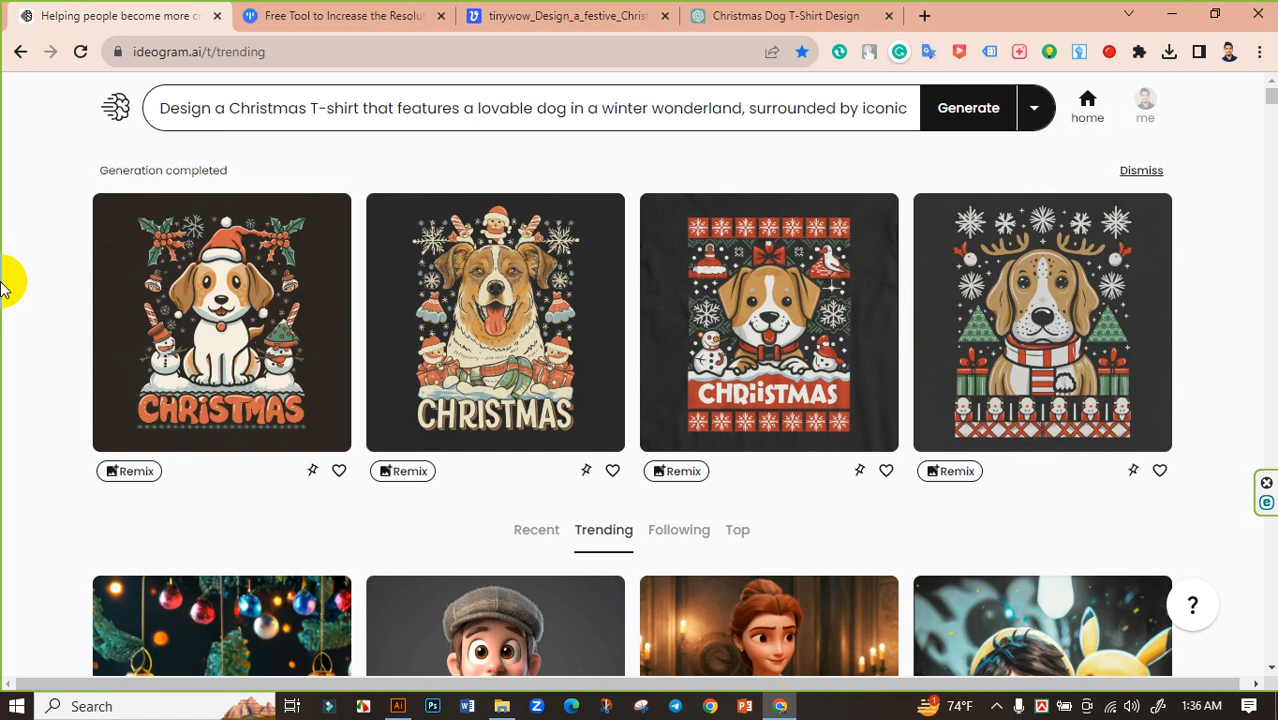 Helping people become more cr
Free Tool to Increase the Resolut
tinywow_Design_a_festive_Christ
Christmas Dog T-Shirt Design
ideogram.ai/t/trending
Design a Christmas T-shirt that features a lovable dog in a winter wonderland, surrounded by iconic
Generate
home
me
Generation completed
Dismiss
CHRISTMAS
CHRISTMAS
CHRiiSTMAS
Remix
Remix
Remix
Remix
Recent
Trending
Following
Top
?
Search
74°F
1:36 AM